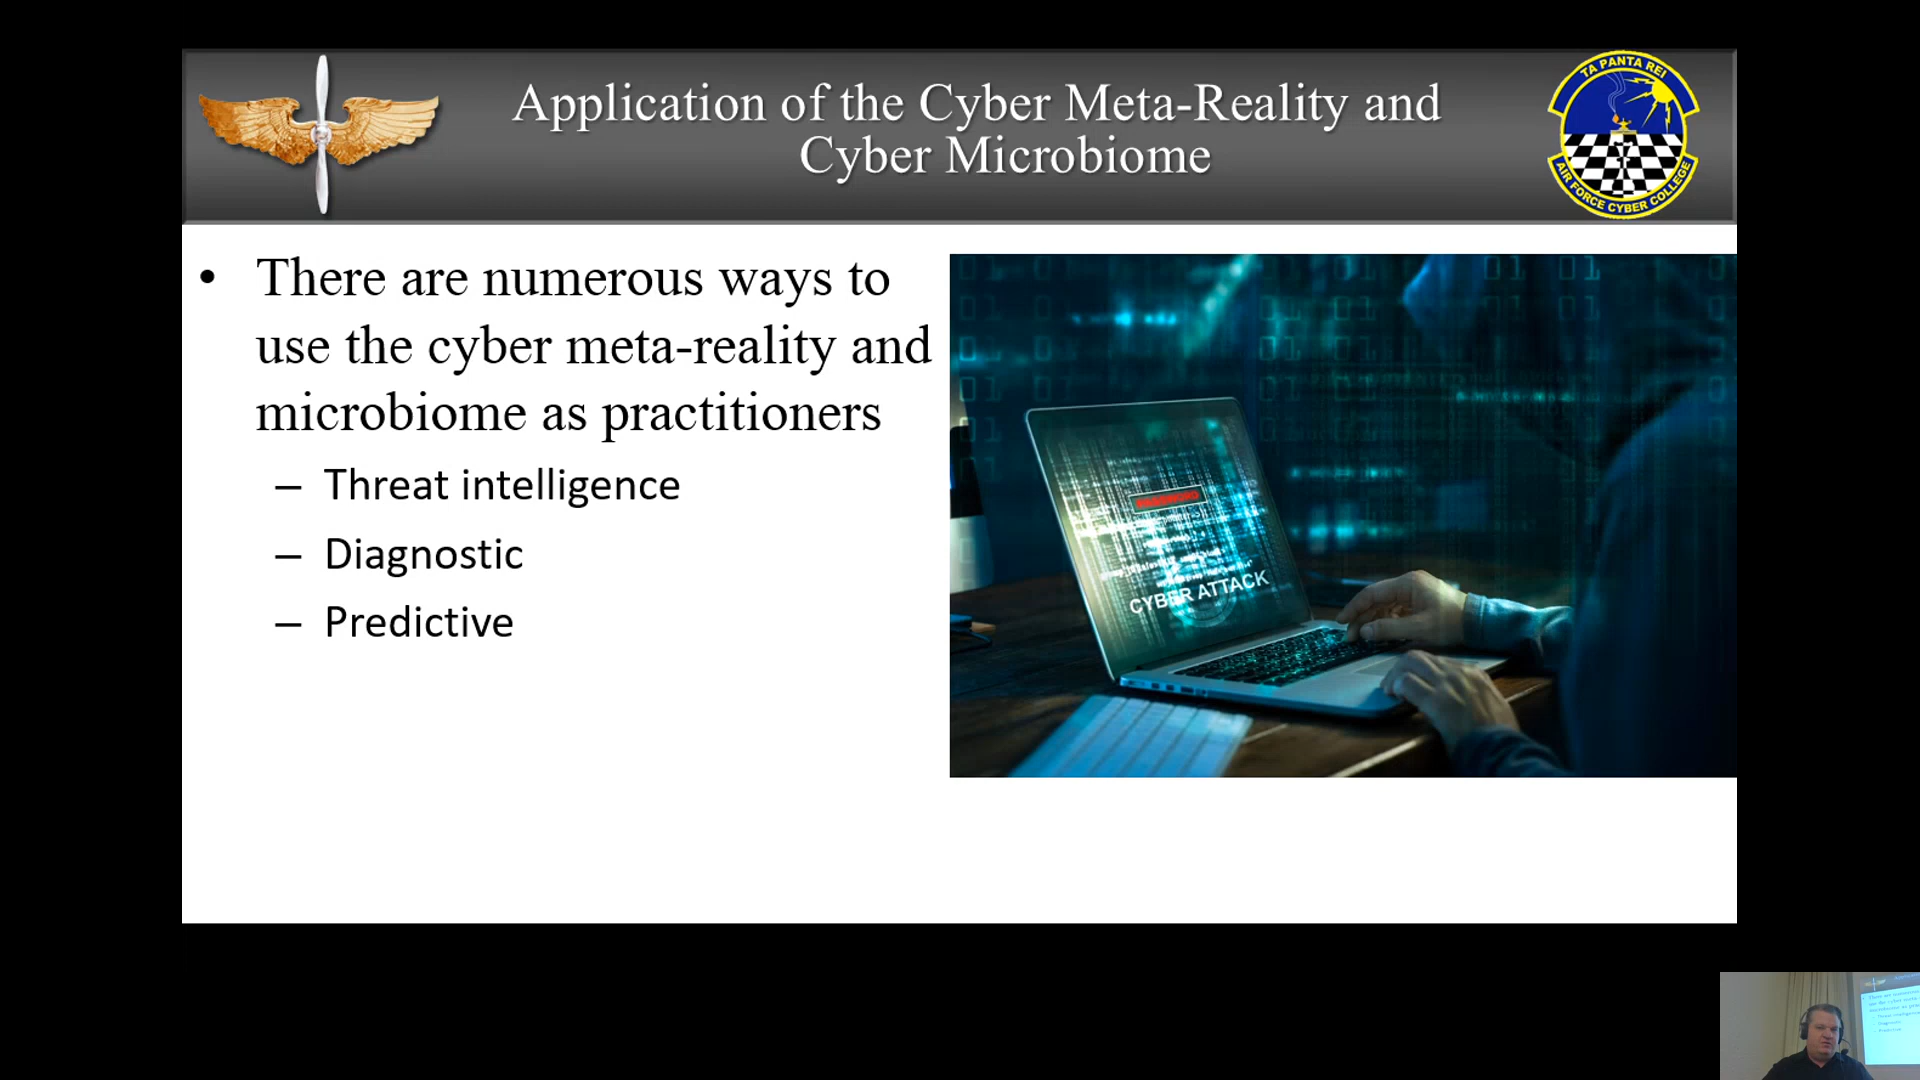 Application of the Cyber Meta-Reality and
Cyber Microbiome
TA PANTA REI
AIR FORCE CYBER COLLEGE
• There are numerous ways to
use the cyber meta-reality and
microbiome as practitioners
– Threat intelligence
– Diagnostic
– Predictive
PASSWORD
CYBER ATTACK